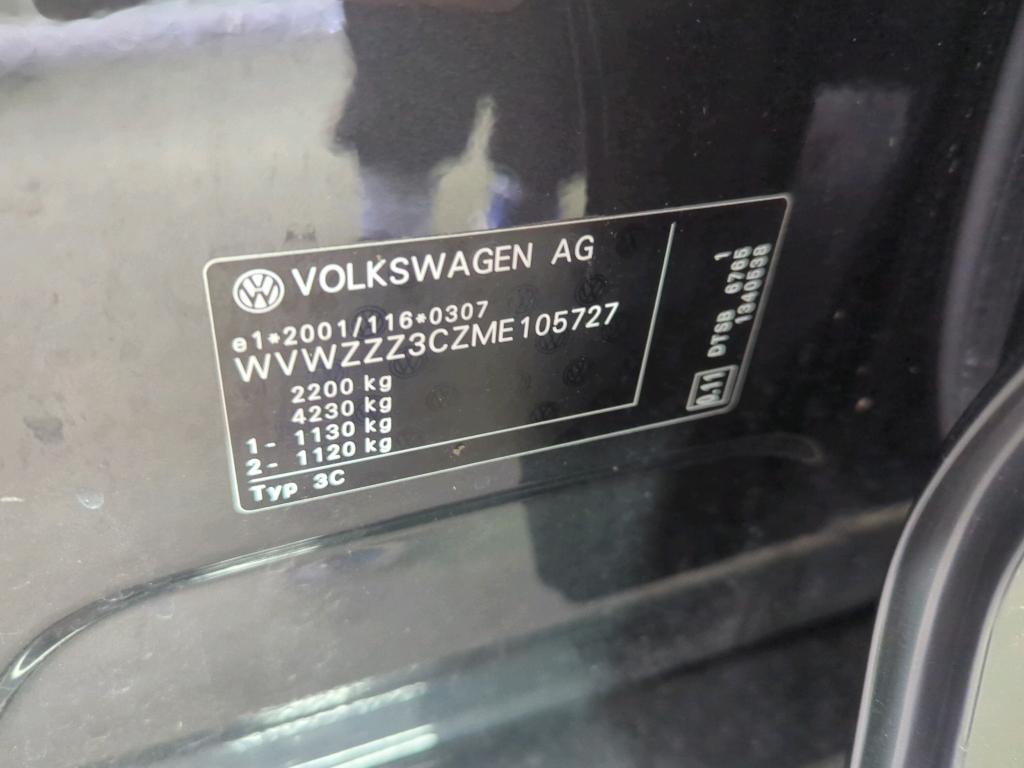 VOLKSWAGEN AG
e1*2001/116*0307
WVWZZZ3CZME105727
2200 kg
4230 kg
1- 1130 kg
2- 1120 kg
Typ 3C
0.11
DTSB 6765 1
1340538